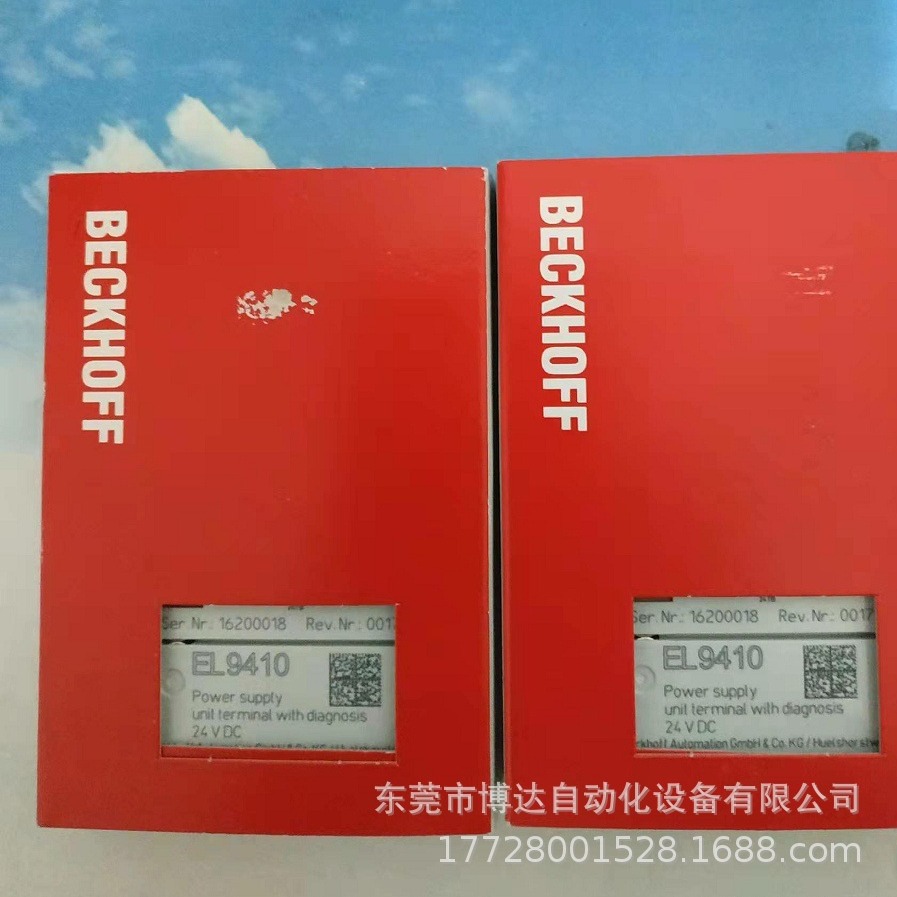 BECKHOFF
Ser. Nr.: 16200018 Rev. Nr.: 0017
EL9410
Power supply
unit terminal with diagnosis
24 V DC
BECKHOFF
Ser. Nr.: 16200018 Rev. Nr.: 0017
EL9410
Power supply
unit terminal with diagnosis
24 V DC
Automation GmbH & Co. KG /
东莞市博达自动化设备有限公司
17728001528.1688.com